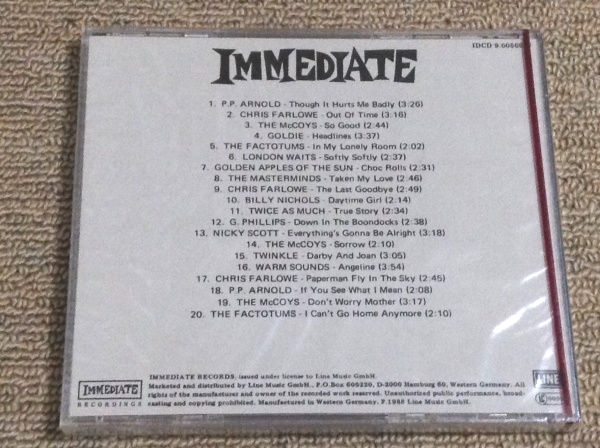 IMMEDIATE
IDCD 9.00
1. P.P. ARNOLD - Though It Hurts Me Badly (3:26)
2. CHRIS FARLOWE - Out Of Time (3:16)
3. THE McCOYS - So Good (2:44)
4. GOLDIE - Headlines (3:37)
5. THE FACTOTUMS - In My Lonely Room (2:02)
6. LONDON WAITS - Softly Softly (2:37)
7. GOLDEN APPLES OF THE SUN - Choc Rolls (2:31)
8. THE MASTERMINDS - Taken My Love (2:46)
9. CHRIS FARLOWE - The Last Goodbye (2:49)
10. BILLY NICHOLS - Daytime Girl (2:14)
11. TWICE AS MUCH - True Story (2:34)
12. G. PHILLIPS - Down In The Boondocks (2:38)
13. NICKY SCOTT - Everything's Gonna Be Alright (3:18)
14. THE McCOYS - Sorrow (2:10)
15. TWINKLE - Darby And Joan (3:05)
16. WARM SOUNDS - Angeline (3:54)
17. CHRIS FARLOWE - Paperman Fly In The Sky (2:45)
18. P.P. ARNOLD - If You See What I Mean (2:08)
19. THE McCOYS - Don't Worry Mother (3:17)
20. THE FACTOTUMS - I Can't Go Home Anymore (2:10)
IMMEDIATE
RECORDINGS
IMMEDIATE RECORDS, issued under license to Line Music GmbH.
Marketed and distributed by Line Music GmbH., P.O.Box 605220, D-2000 Hamburg 60, Western Germany. All
rights of the manufacturer and owner of the recorded work reserved. Unauthorized public performance, broad-
casting and copying prohibited. Manufactured in Western Germany. P.1988 Line Music GmbH.
LINE